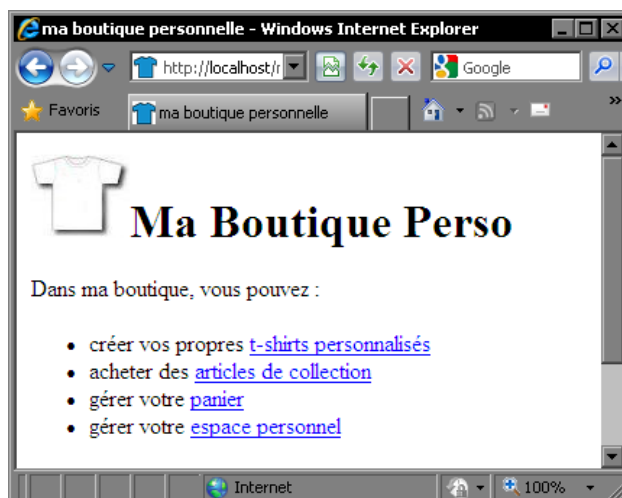 ma boutique personnelle - Windows Internet Explorer
http://localhost/r
Google
Favoris
ma boutique personnelle
»
Ma Boutique Perso
Dans ma boutique, vous pouvez :
• créer vos propres t-shirts personnalisés
• acheter des articles de collection
• gérer votre panier
• gérer votre espace personnel
Internet
100%